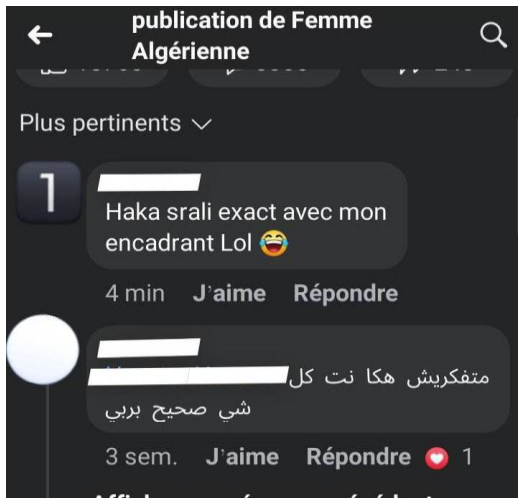 publication de Femme
Algérienne
Plus pertinents
1
Haka srali exact avec mon
encadrant Lol 😂
4 min J'aime Répondre
متفكريش هكا نت كل
شي صحيح بربي
3 sem. J'aime Répondre 1